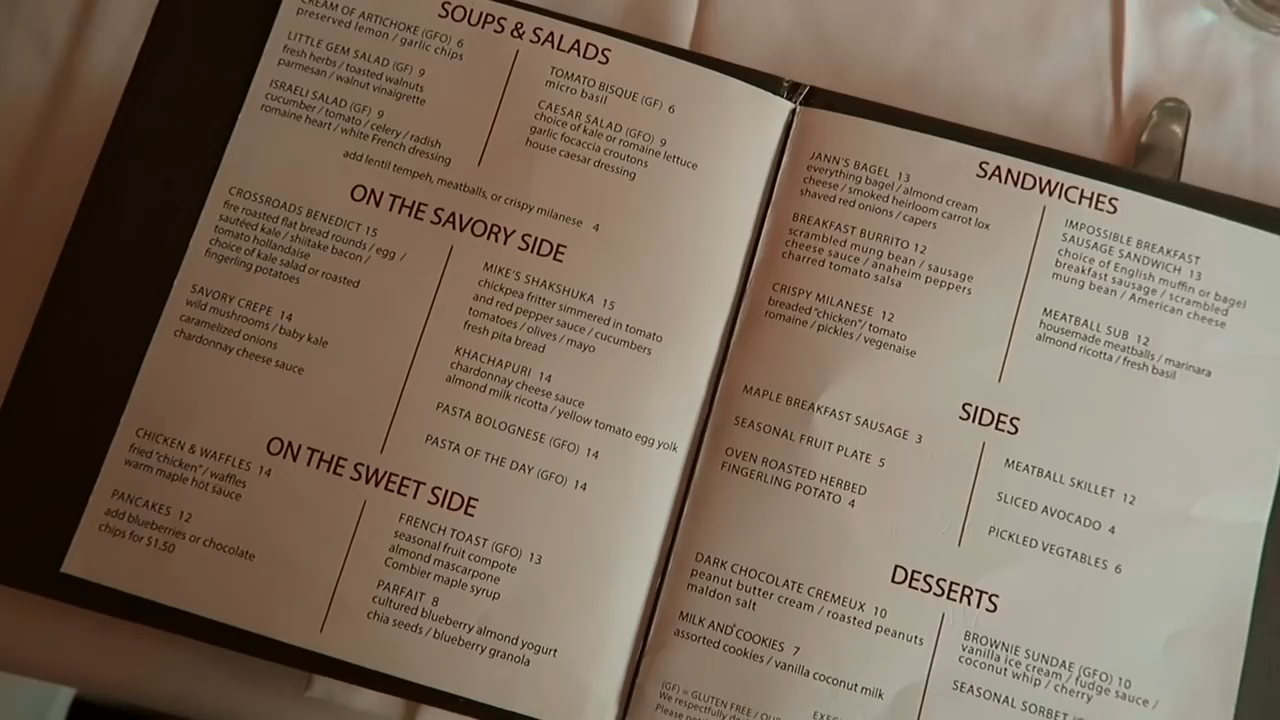 SOUPS & SALADS
CREAM OF ARTICHOKE (GFO) 6
preserved lemon / garlic chips
LITTLE GEM SALAD (GF) 9
fresh herbs / toasted walnuts
parmesan / walnut vinaigrette
ISRAELI SALAD (GF) 9
cucumber / tomato / celery / radish
romaine heart / white French dressing
TOMATO BISQUE (GF) 6
micro basil
CAESAR SALAD (GFO) 9
choice of kale or romaine lettuce
garlic focaccia croutons
house caesar dressing
add lentil tempeh, meatballs, or crispy milanese 4
ON THE SAVORY SIDE
CROSSROADS BENEDICT 15
fire roasted flat bread rounds / egg /
sautéed kale / shiitake bacon /
tomato hollandaise
choice of kale salad or roasted
fingerling potatoes
SAVORY CREPE 14
wild mushrooms / baby kale
caramelized onions
chardonnay cheese sauce
MIKE'S SHAKSHUKA 15
chickpea fritter simmered in tomato
and red pepper sauce / cucumbers
tomatoes / olives / mayo
fresh pita bread
KHACHAPURI 14
chardonnay cheese sauce
almond milk ricotta / yellow tomato egg yolk
PASTA BOLOGNESE (GFO) 14
PASTA OF THE DAY (GFO) 14
ON THE SWEET SIDE
CHICKEN & WAFFLES 14
fried "chicken" / waffles
warm maple hot sauce
PANCAKES 12
add blueberries or chocolate
chips for $1.50
FRENCH TOAST (GFO) 13
seasonal fruit compote
almond mascarpone
Combier maple syrup
PARFAIT 8
cultured blueberry almond yogurt
chia seeds / blueberry granola
SANDWICHES
JANN'S BAGEL 13
everything bagel / almond cream
cheese / smoked heirloom carrot lox
shaved red onions / capers
BREAKFAST BURRITO 12
scrambled mung bean / sausage
cheese sauce / anaheim peppers
charred tomato salsa
CRISPY MILANESE 12
breaded "chicken" / tomato
romaine / pickles / vegenaise
IMPOSSIBLE BREAKFAST
SAUSAGE SANDWICH 13
choice of English muffin or bagel
breakfast sausage / scrambled
mung bean / American cheese
MEATBALL SUB 12
housemade meatballs / marinara
almond ricotta / fresh basil
SIDES
MAPLE BREAKFAST SAUSAGE 3
SEASONAL FRUIT PLATE 5
OVEN ROASTED HERBED
FINGERLING POTATO 4
MEATBALL SKILLET 12
SLICED AVOCADO 4
PICKLED VEGTABLES 6
DESSERTS
DARK CHOCOLATE CREMEUX 10
peanut butter cream / roasted peanuts
maldon salt
MILK AND COOKIES 7
assorted cookies / vanilla coconut milk
BROWNIE SUNDAE (GFO) 10
vanilla ice cream / fudge sauce /
coconut whip / cherry
SEASONAL SORBET
(GF) = GLUTEN FREE /
We respectfully
Please